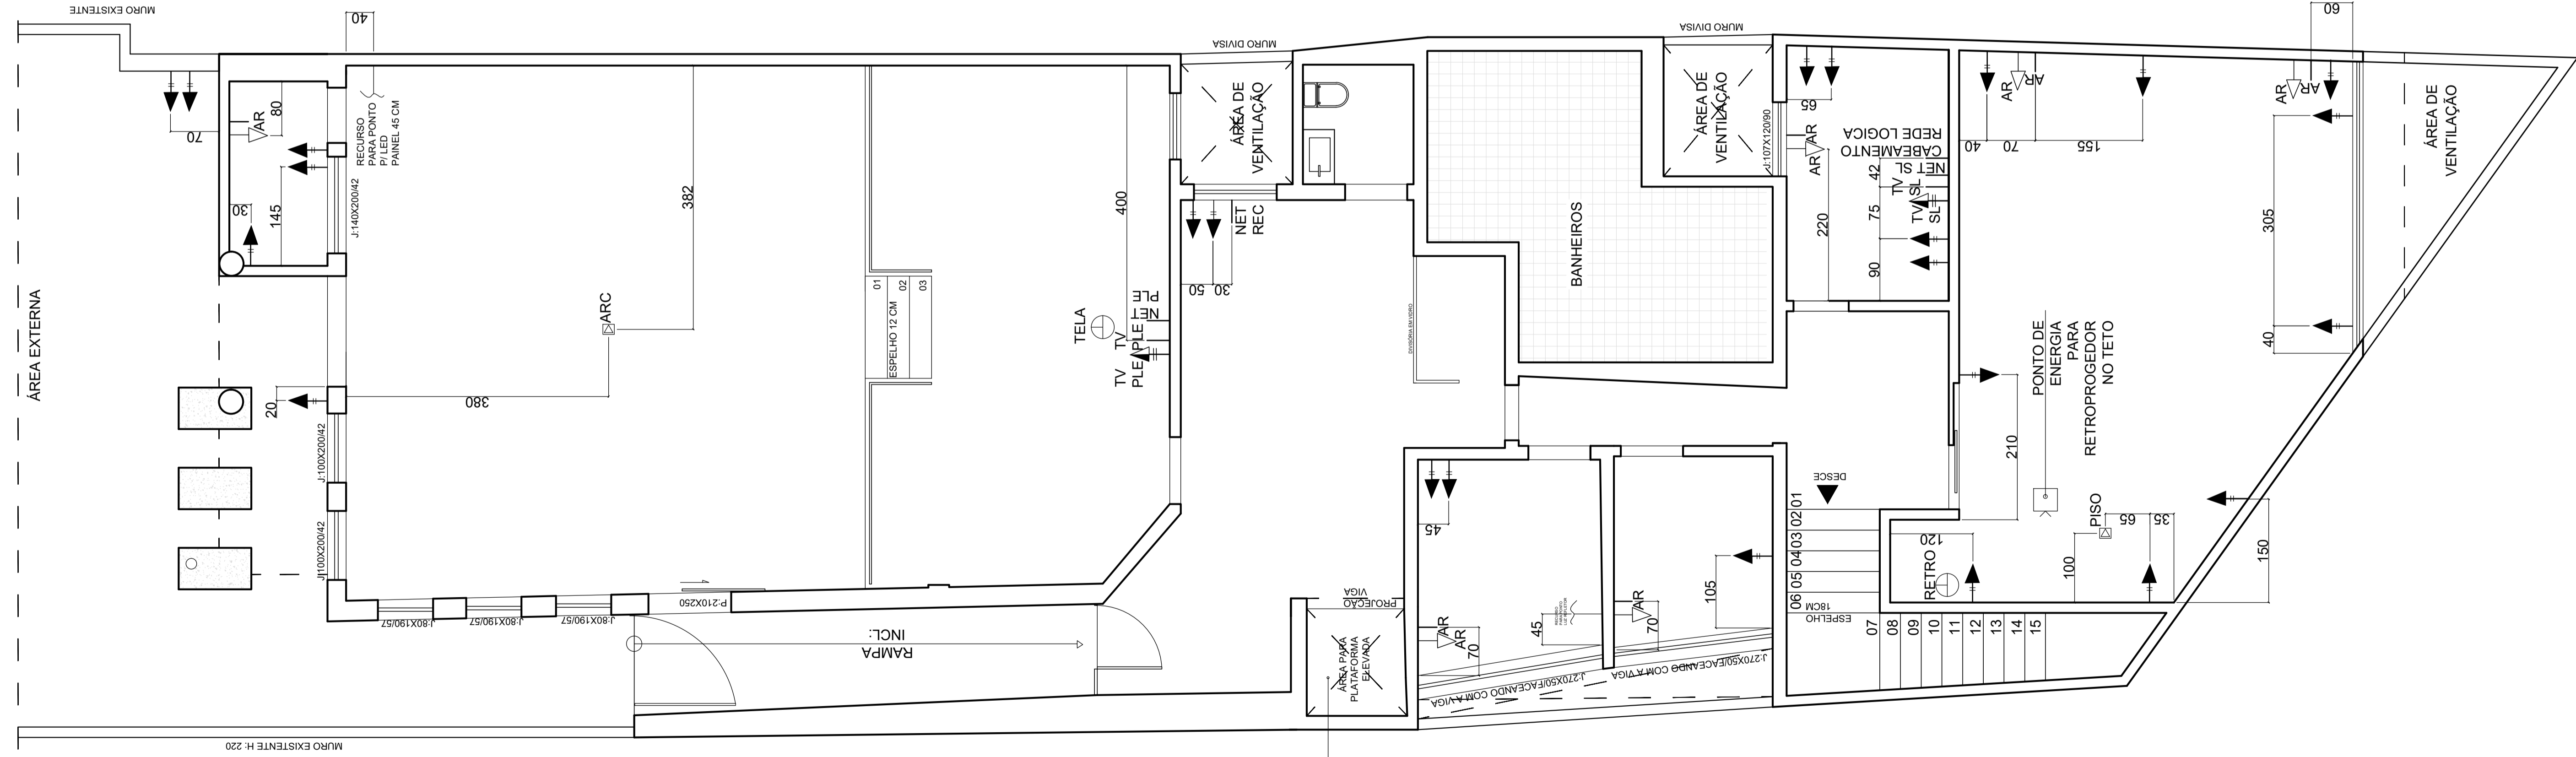 MURO EXISTENTE
40
MURO DIVISA
MURO DIVISA
60
ÁREA EXTERNA
70
AR
80
30
145
RECURSO
PARA PONTO
P/ LED
PAINEL 45 CM
J:140X200/42
382
ARC
380
20
J:100X200/42
J:100X200/42
01
02
03
ESPELHO 12 CM
400
TELA
NET
PLE
TV
PLE
TV
PLE
ÁREA DE
VENTILAÇÃO
NET
REC
50
30
DIVISÓRIA EM VIDRO
BANHEIROS
ÁREA DE
VENTILAÇÃO
J:107X120/90
65
AR
AR
220
CABEAMENTO
REDE LOGICA
NET SL
42
TV
SL
TV
SL
75
90
AR
AR
40
70
155
AR
AR
305
40
ÁREA DE
VENTILAÇÃO
PONTO DE
ENERGIA
PARA
RETROPROGEDOR
NO TETO
210
PISO
65
35
100
150
120
RETRO
DESCE
01
02
03
04
05
06
ESPELHO
18CM
07
08
09
10
11
12
13
14
15
105
45
AR
70
45
AR
AR
70
J:270X50/FACEANDO COM A VIGA
J:270X50/FACEANDO COM A VIGA
PROJEÇÃO
VIGA
ÁREA PARA
PLATAFORMA
ELEVADA
RAMPA
INCL.:
P:210X250
J:80X190/57
J:80X190/57
J:80X190/57
MURO EXISTENTE H: 220